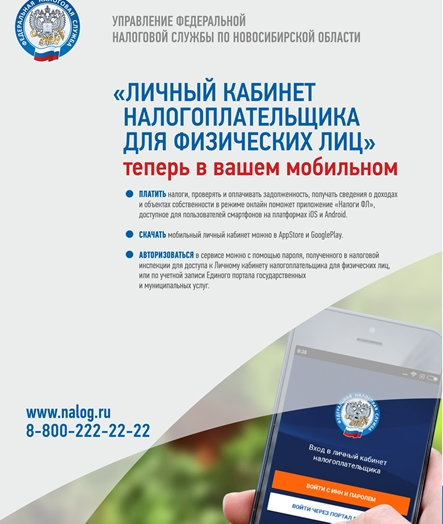 ФЕДЕРАЛЬНАЯ НАЛОГОВАЯ СЛУЖБА
УПРАВЛЕНИЕ ФЕДЕРАЛЬНОЙ
НАЛОГОВОЙ СЛУЖБЫ ПО НОВОСИБИРСКОЙ ОБЛАСТИ
«ЛИЧНЫЙ КАБИНЕТ
НАЛОГОПЛАТЕЛЬЩИКА
ДЛЯ ФИЗИЧЕСКИХ ЛИЦ»
теперь в вашем мобильном
ПЛАТИТЬ налоги, проверять и оплачивать задолженность, получать сведения о доходах
и объектах собственности в режиме онлайн поможет приложение «Налоги ФЛ»,
доступное для пользователей смартфонов на платформах iOS и Android.
СКАЧАТЬ мобильный личный кабинет можно в AppStore и GooglePlay.
АВТОРИЗОВАТЬСЯ в сервисе можно с помощью пароля, полученного в налоговой
инспекции для доступа к Личному кабинету налогоплательщика для физических лиц,
или по учетной записи Единого портала государственных
и муниципальных услуг.
www.nalog.ru
8-800-222-22-22
Вход в личный кабинет
налогоплательщика
ВОЙТИ С ИНН И ПАРОЛЕМ
ВОЙТИ ЧЕРЕЗ ПОРТАЛ